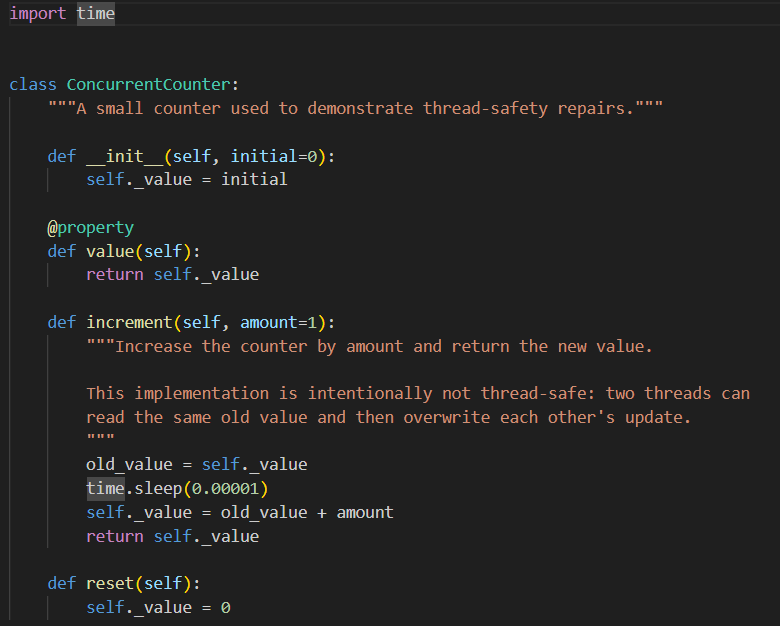 import time
class ConcurrentCounter:
    """A small counter used to demonstrate thread-safety repairs."""
    def __init__(self, initial=0):
        self._value = initial
    @property
    def value(self):
        return self._value
    def increment(self, amount=1):
        """Increase the counter by amount and return the new value.
        This implementation is intentionally not thread-safe: two threads can
        read the same old value and then overwrite each other's update.
        """
        old_value = self._value
        time.sleep(0.00001)
        self._value = old_value + amount
        return self._value
    def reset(self):
        self._value = 0